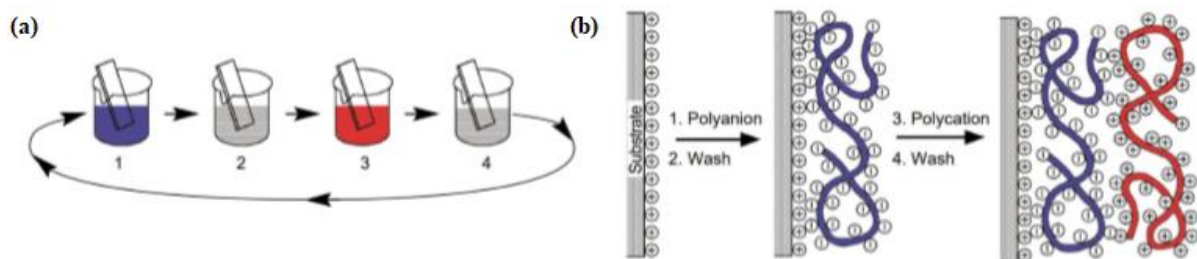 (a)
1 2 3 4
(b)
Substrate
1. Polyanion
2. Wash
3. Polycation
4. Wash